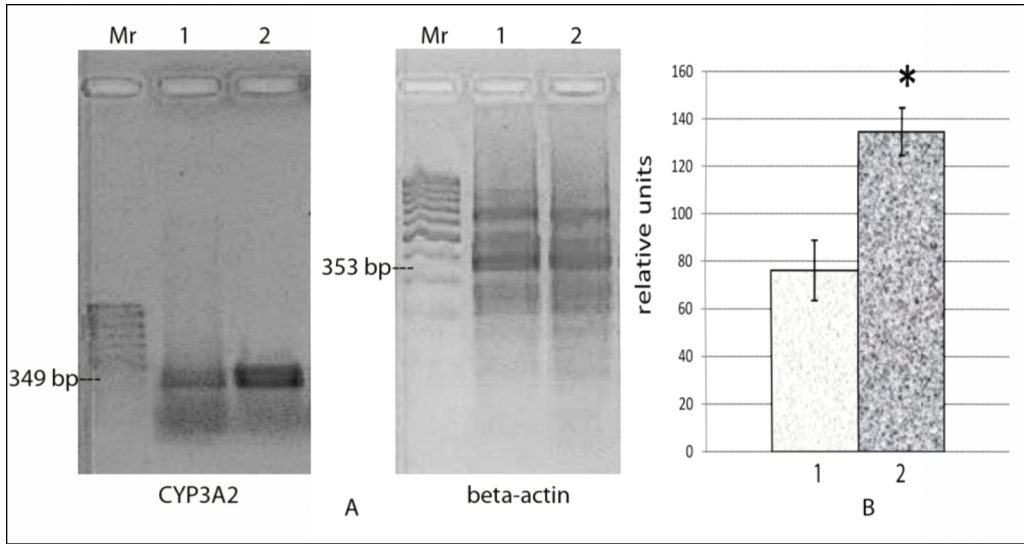 Mr 1 2
349 bp---
CYP3A2
A
Mr 1 2
353 bp---
beta-actin
relative units
160
140
120
100
80
60
40
20
0
*
1 2
B